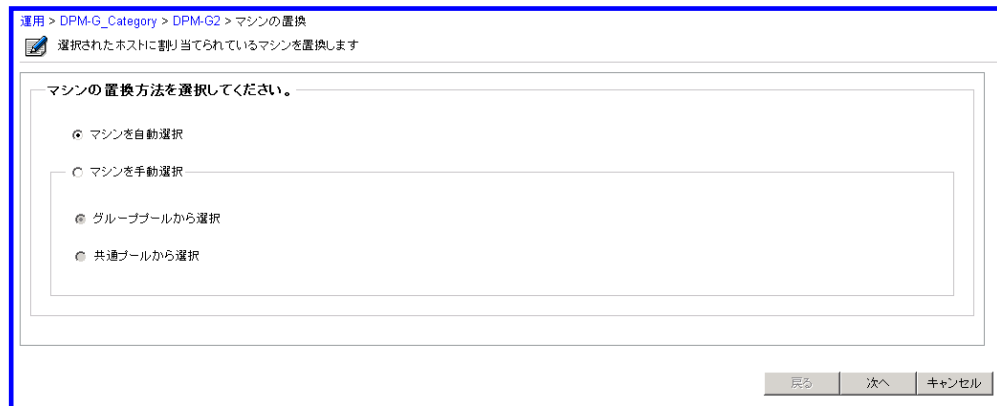 運用 > DPM-G_Category > DPM-G2 > マシンの置換
選択されたホストに割り当てられているマシンを置換します
マシンの置換方法を選択してください。
マシンを自動選択
マシンを手動選択
グループプールから選択
共通プールから選択
戻る 次へ キャンセル